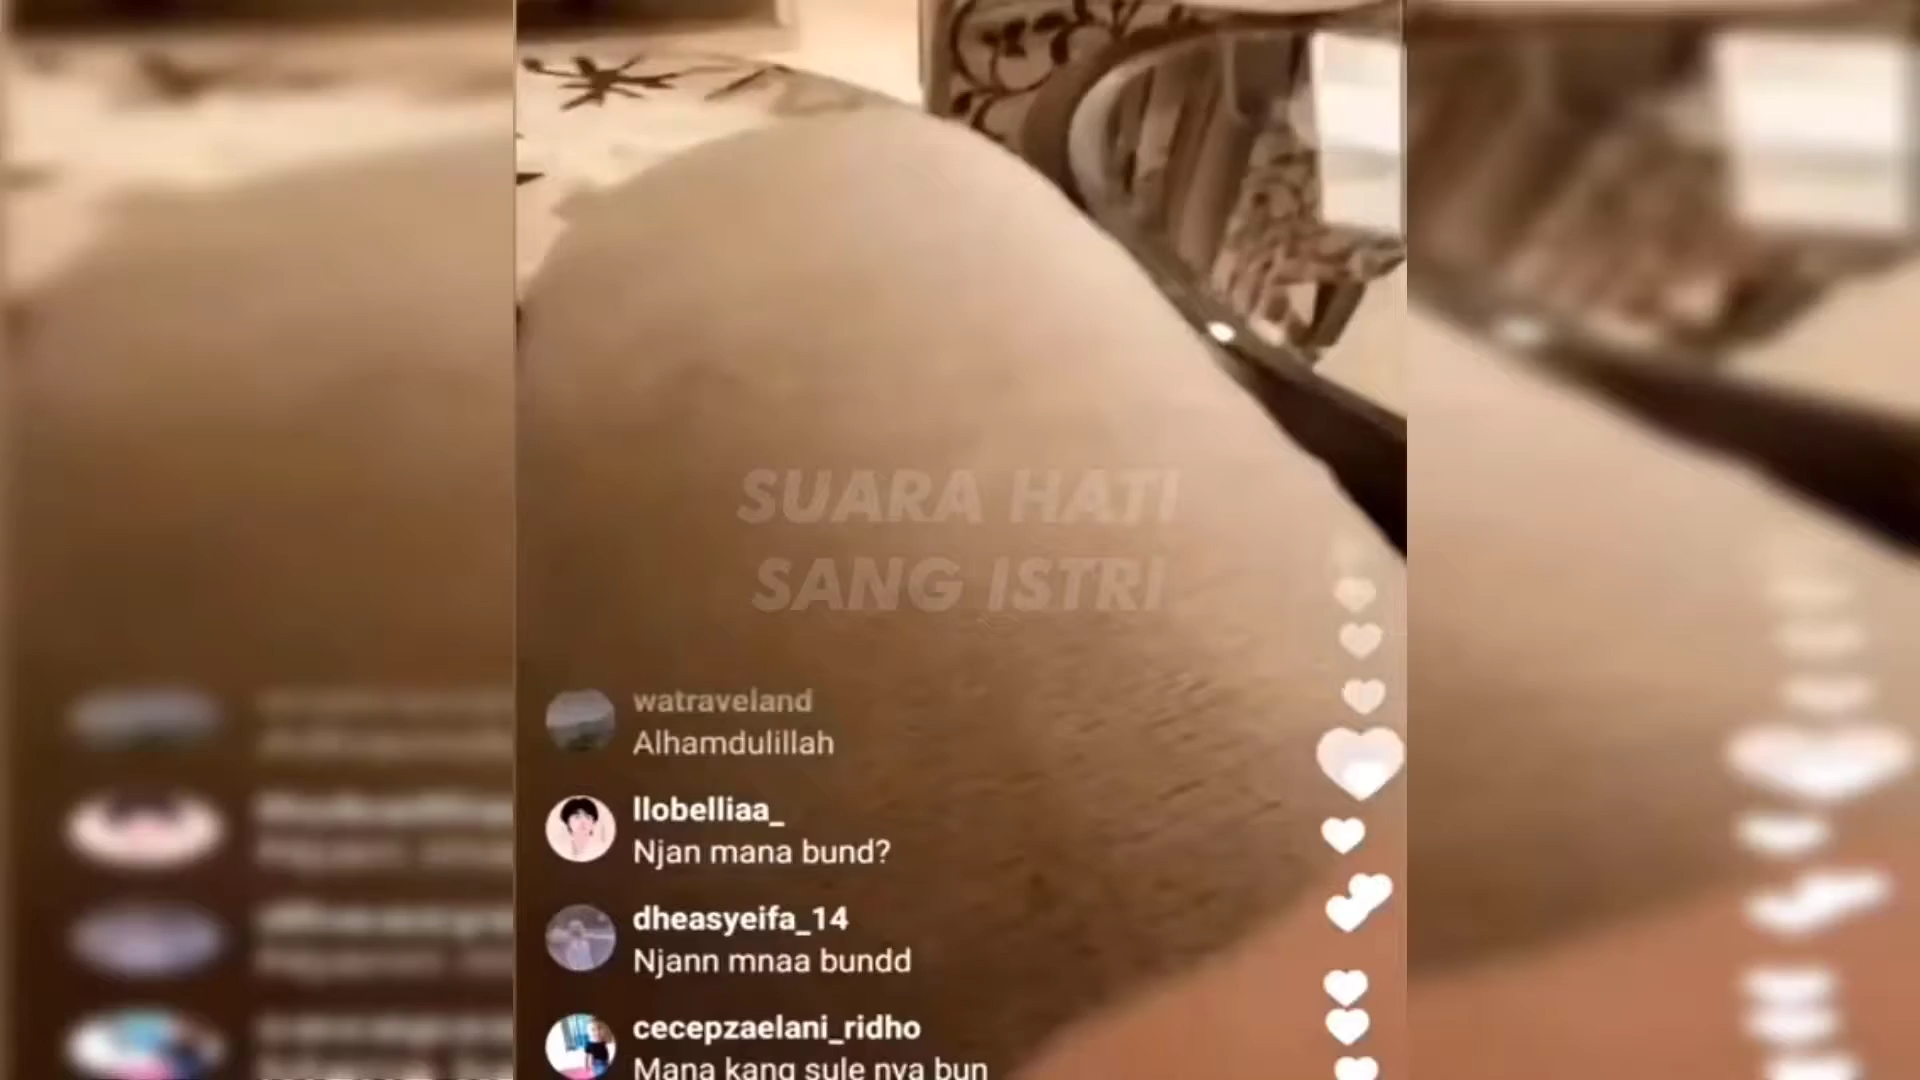 SUARA HATI
SANG ISTRI
watraveland
Alhamdulillah
llobelliaa_
Njan mana bund?
dheasyeifa_14
Njann mnaa bundd
cecepzaelani_ridho
Mana kang sule nya bun